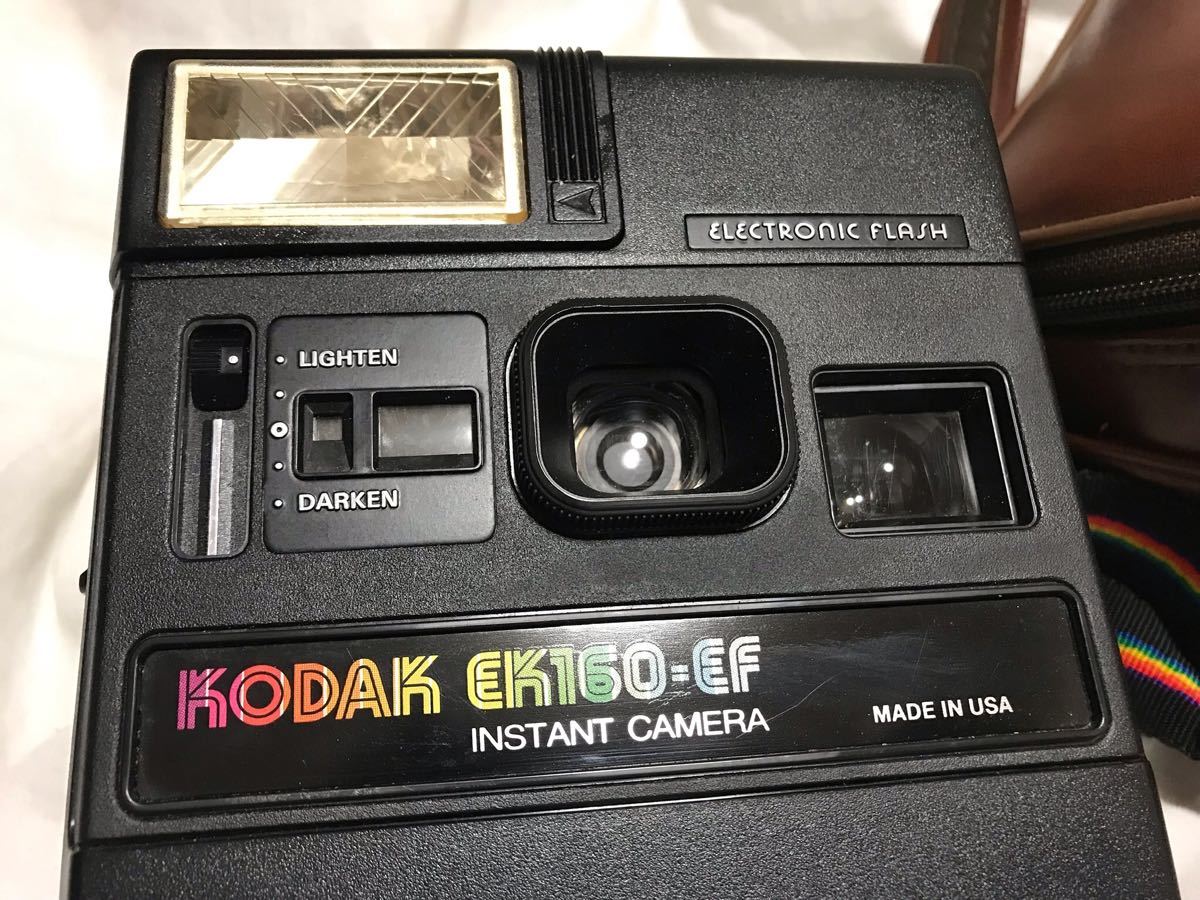 ELECTRONIC FLASH
LIGHTEN
DARKEN
KODAK EK160-EF
INSTANT CAMERA
MADE IN USA